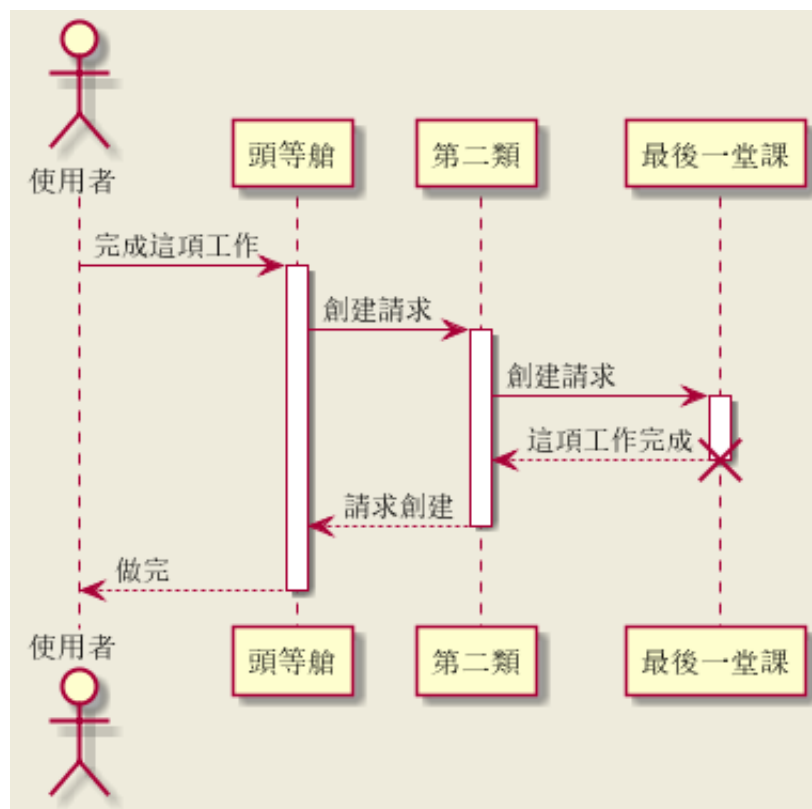 使用者
頭等艙
第二類
最後一堂課
完成這項工作
創建請求
創建請求
這項工作完成
請求創建
做完
使用者
頭等艙
第二類
最後一堂課